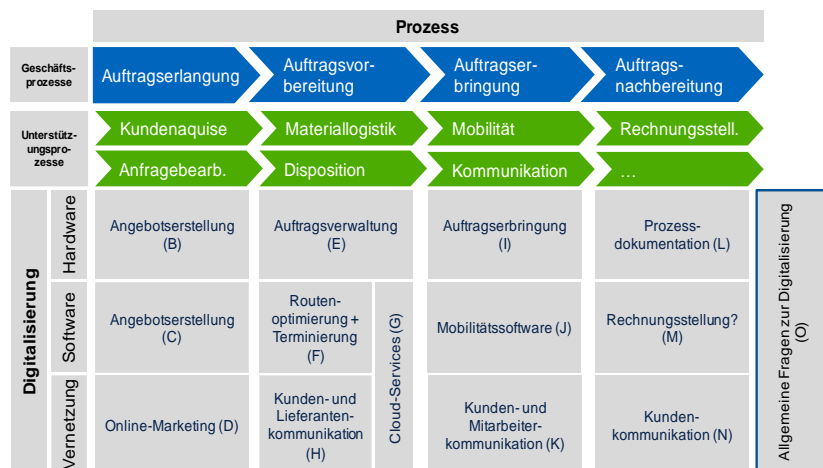 Prozess
Geschäfts-
prozesse
Auftragserlangung
Auftragsvor-
bereitung
Auftragser-
bringung
Auftrags-
nachbereitung
Unterstütz-
ungspro-
zesse
Kundenaquise
Materiallogistik
Mobilität
Rechnungsstell.
Anfragebearb.
Disposition
Kommunikation
...
Digitalisierung
Hardware
Angebotserstellung
(B)
Auftragsverwaltung
(E)
Auftragserbringung
(I)
Prozess-
dokumentation (L)
Software
Angebotserstellung
(C)
Routen-
optimierung +
Terminierung
(F)
Cloud-Services (G)
Mobilitätssoftware (J)
Rechnungsstellung?
(M)
Vernetzung
Online-Marketing (D)
Kunden- und
Lieferanten-
kommunikation
(H)
Kunden- und
Mitarbeiter-
kommunikation (K)
Kunden-
kommunikation (N)
Allgemeine Fragen zur Digitalisierung
(O)